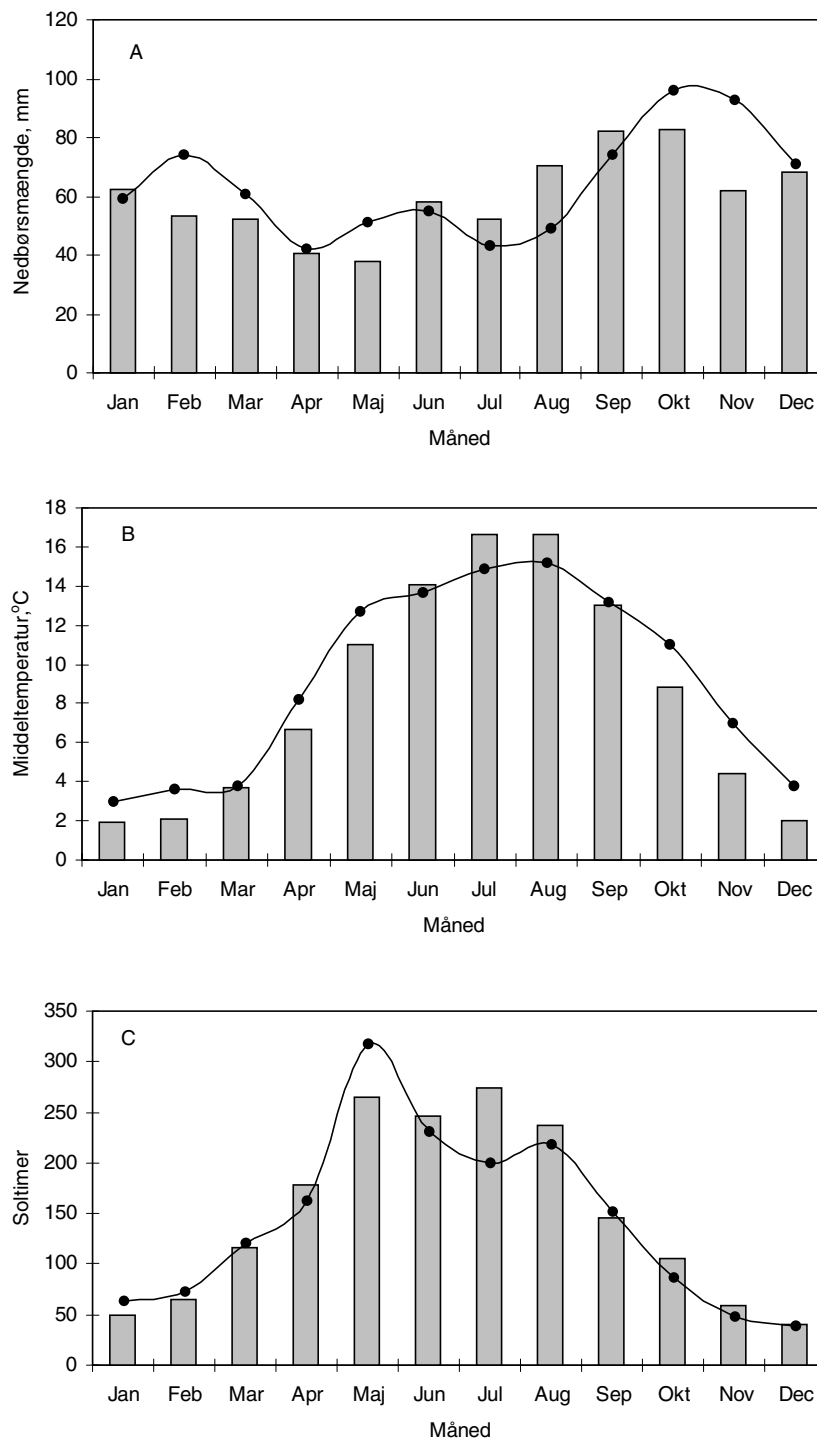 120
A
100
80
60
40
20
0
Nedbørsmængde, mm
Jan Feb Mar Apr Maj Jun Jul Aug Sep Okt Nov Dec
Måned
18
B
16
14
12
10
8
6
4
2
0
Middeltemperatur,°C
Jan Feb Mar Apr Maj Jun Jul Aug Sep Okt Nov Dec
Måned
350
C
300
250
200
150
100
50
0
Soltimer
Jan Feb Mar Apr Maj Jun Jul Aug Sep Okt Nov Dec
Måned